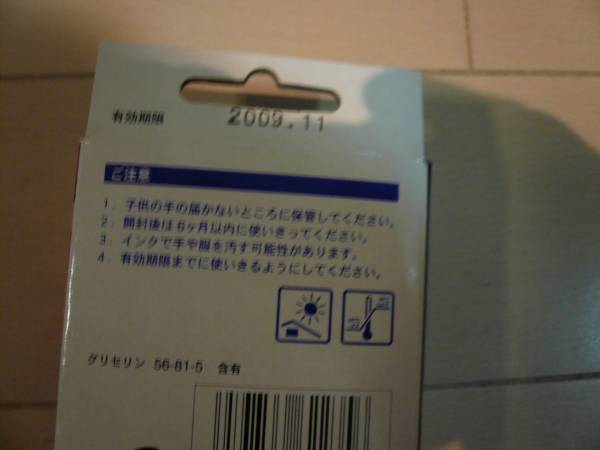 有効期限 2009.11
ご注意
1. 子供の手の届かないところに保管してください。
2. 開封後は6ヶ月以内に使いきってください。
3. インクで手や服を汚す可能性があります。
4. 有効期限までに使いきるようにしてください。
グリセリン 56-81-5 含有